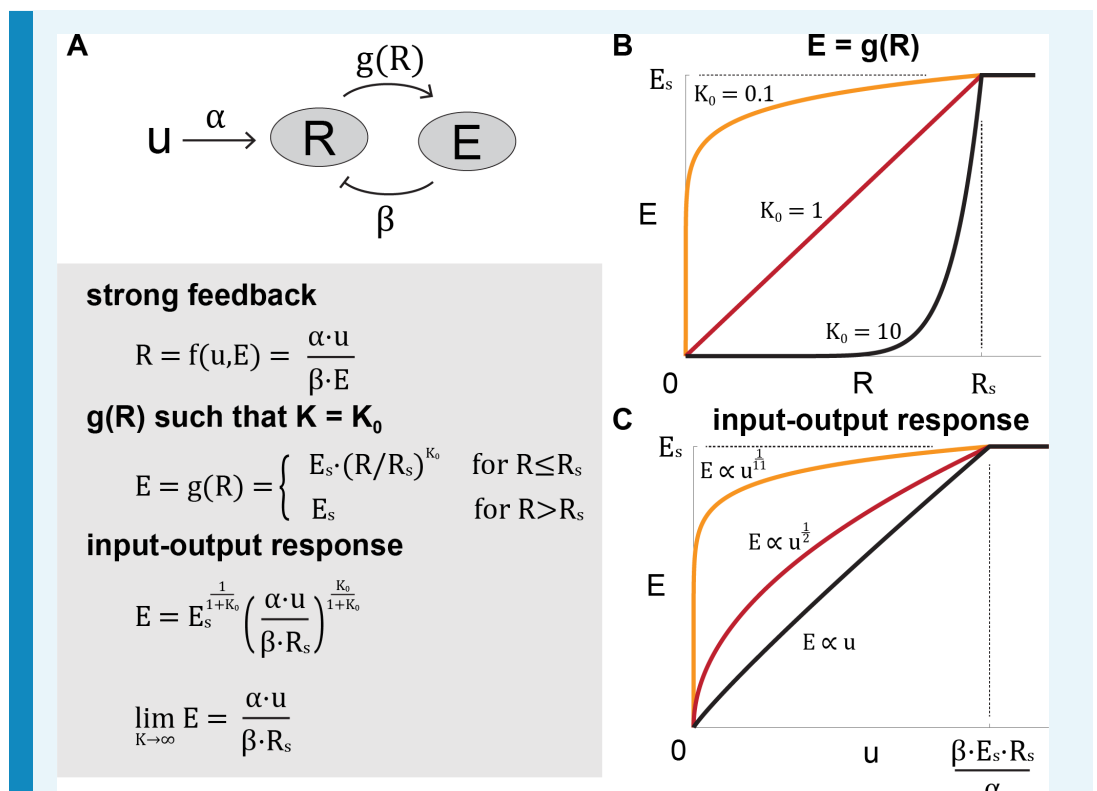 A
g(R)
u
α
R
E
β
strong feedback
R = f(u,E) = α·u / β·E
g(R) such that K = K₀
E = g(R) = { Eₛ·(R/Rₛ)^K₀ for R≤Rₛ
Eₛ for R>Rₛ
input-output response
E = Eₛ^(1/(1+K₀)) (α·u / β·Rₛ)^(K₀/(1+K₀))
lim K→∞ E = α·u / β·Rₛ
B
E = g(R)
Eₛ
K₀ = 0.1
K₀ = 1
K₀ = 10
E
0
R
Rₛ
C
input-output response
Eₛ
E ∝ u^(1/11)
E ∝ u^(1/2)
E ∝ u
E
0
u
β·Eₛ·Rₛ / α